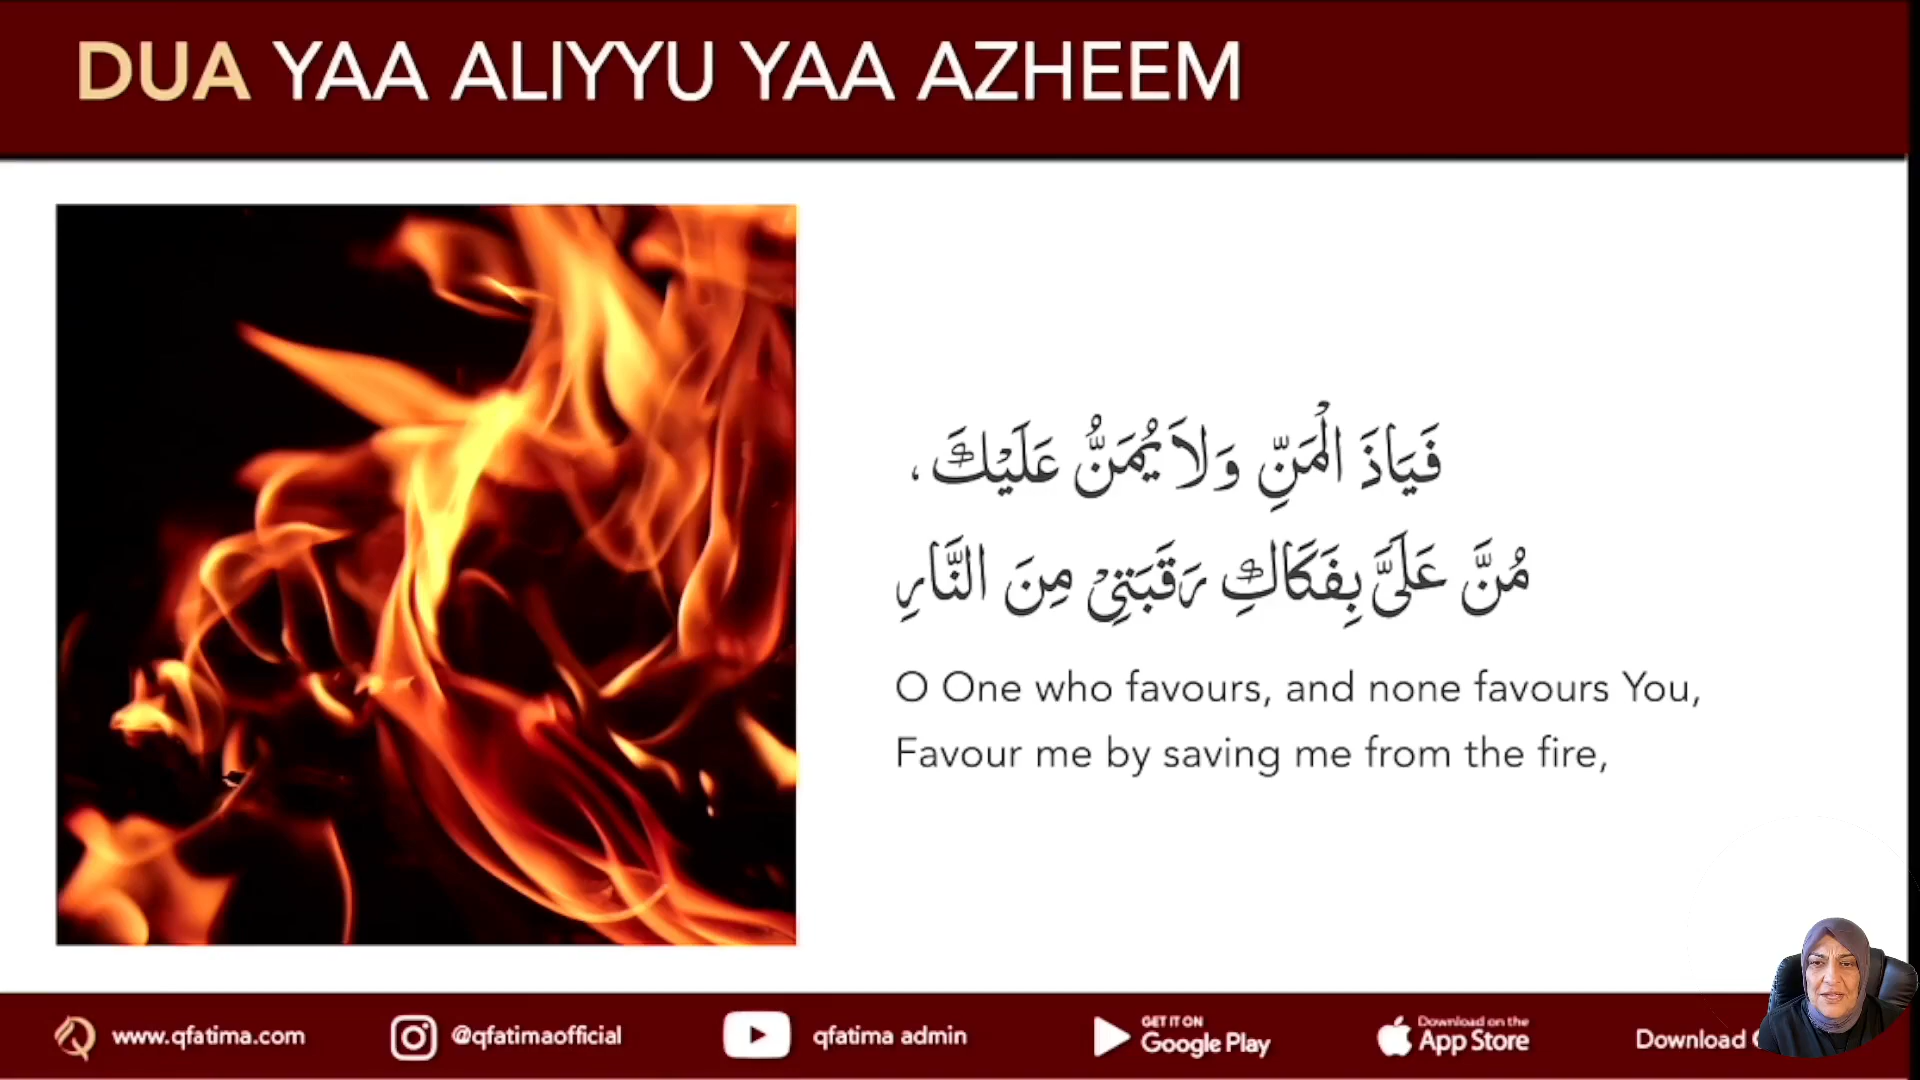 DUA YAA ALIYYU YAA AZHEEM
فَيَاذَ الْمَنِّ وَلَا يُمَنُّ عَلَيْكَ ،
مُنَّ عَلَيَّ بِفَكَاكِ رَقَبَتِيْ مِنَ النَّارِ
O One who favours, and none favours You,
Favour me by saving me from the fire,
www.qfatima.com
@qfatimaofficial
qfatima admin
GET IT ON
Google Play
Download on the
App Store
Download